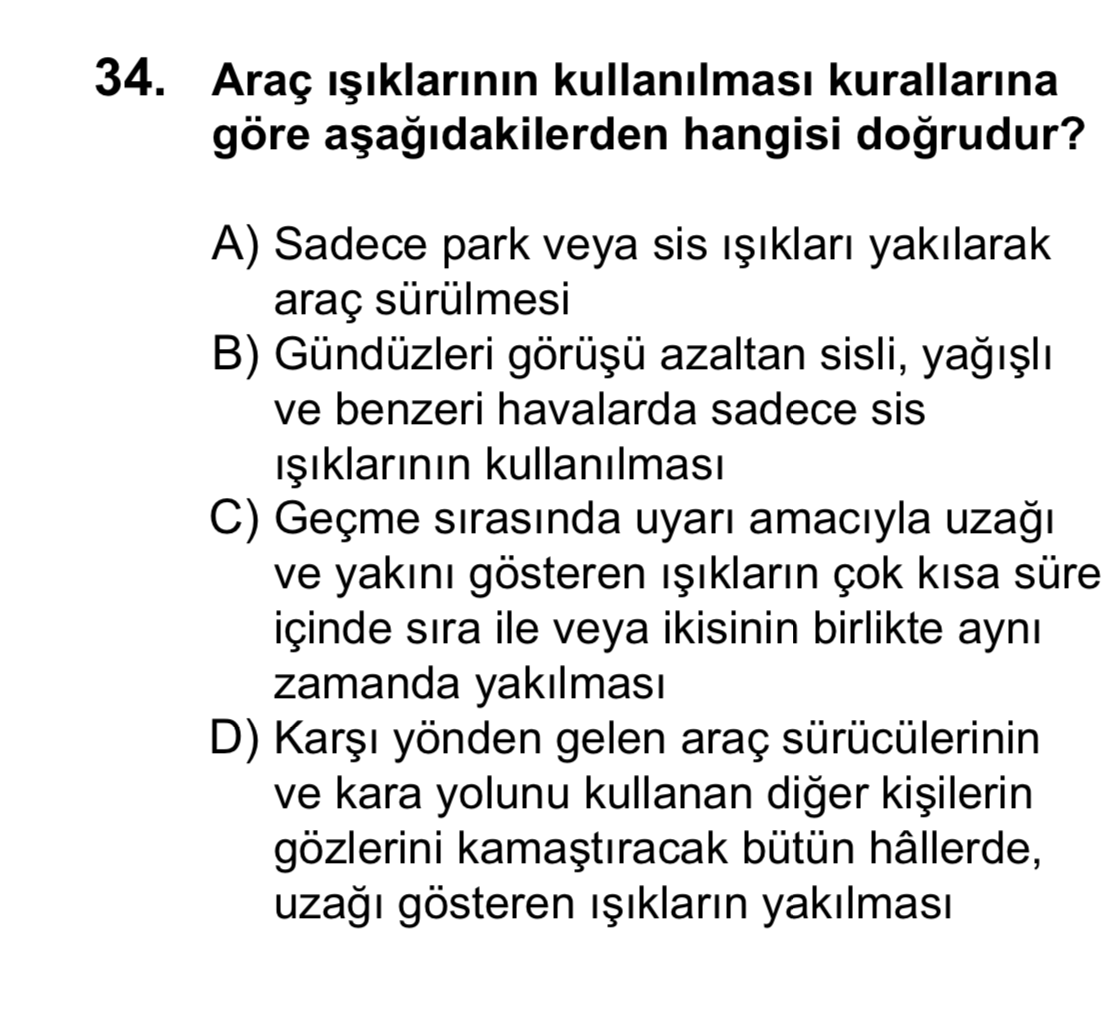 34. Araç ışıklarının kullanılması kurallarına
göre aşağıdakilerden hangisi doğrudur?
A) Sadece park veya sis ışıkları yakılarak
araç sürülmesi
B) Gündüzleri görüşü azaltan sisli, yağışlı
ve benzeri havalarda sadece sis
ışıklarının kullanılması
C) Geçme sırasında uyarı amacıyla uzağı
ve yakını gösteren ışıkların çok kısa süre
içinde sıra ile veya ikisinin birlikte aynı
zamanda yakılması
D) Karşı yönden gelen araç sürücülerinin
ve kara yolunu kullanan diğer kişilerin
gözlerini kamaştıracak bütün hâllerde,
uzağı gösteren ışıkların yakılması